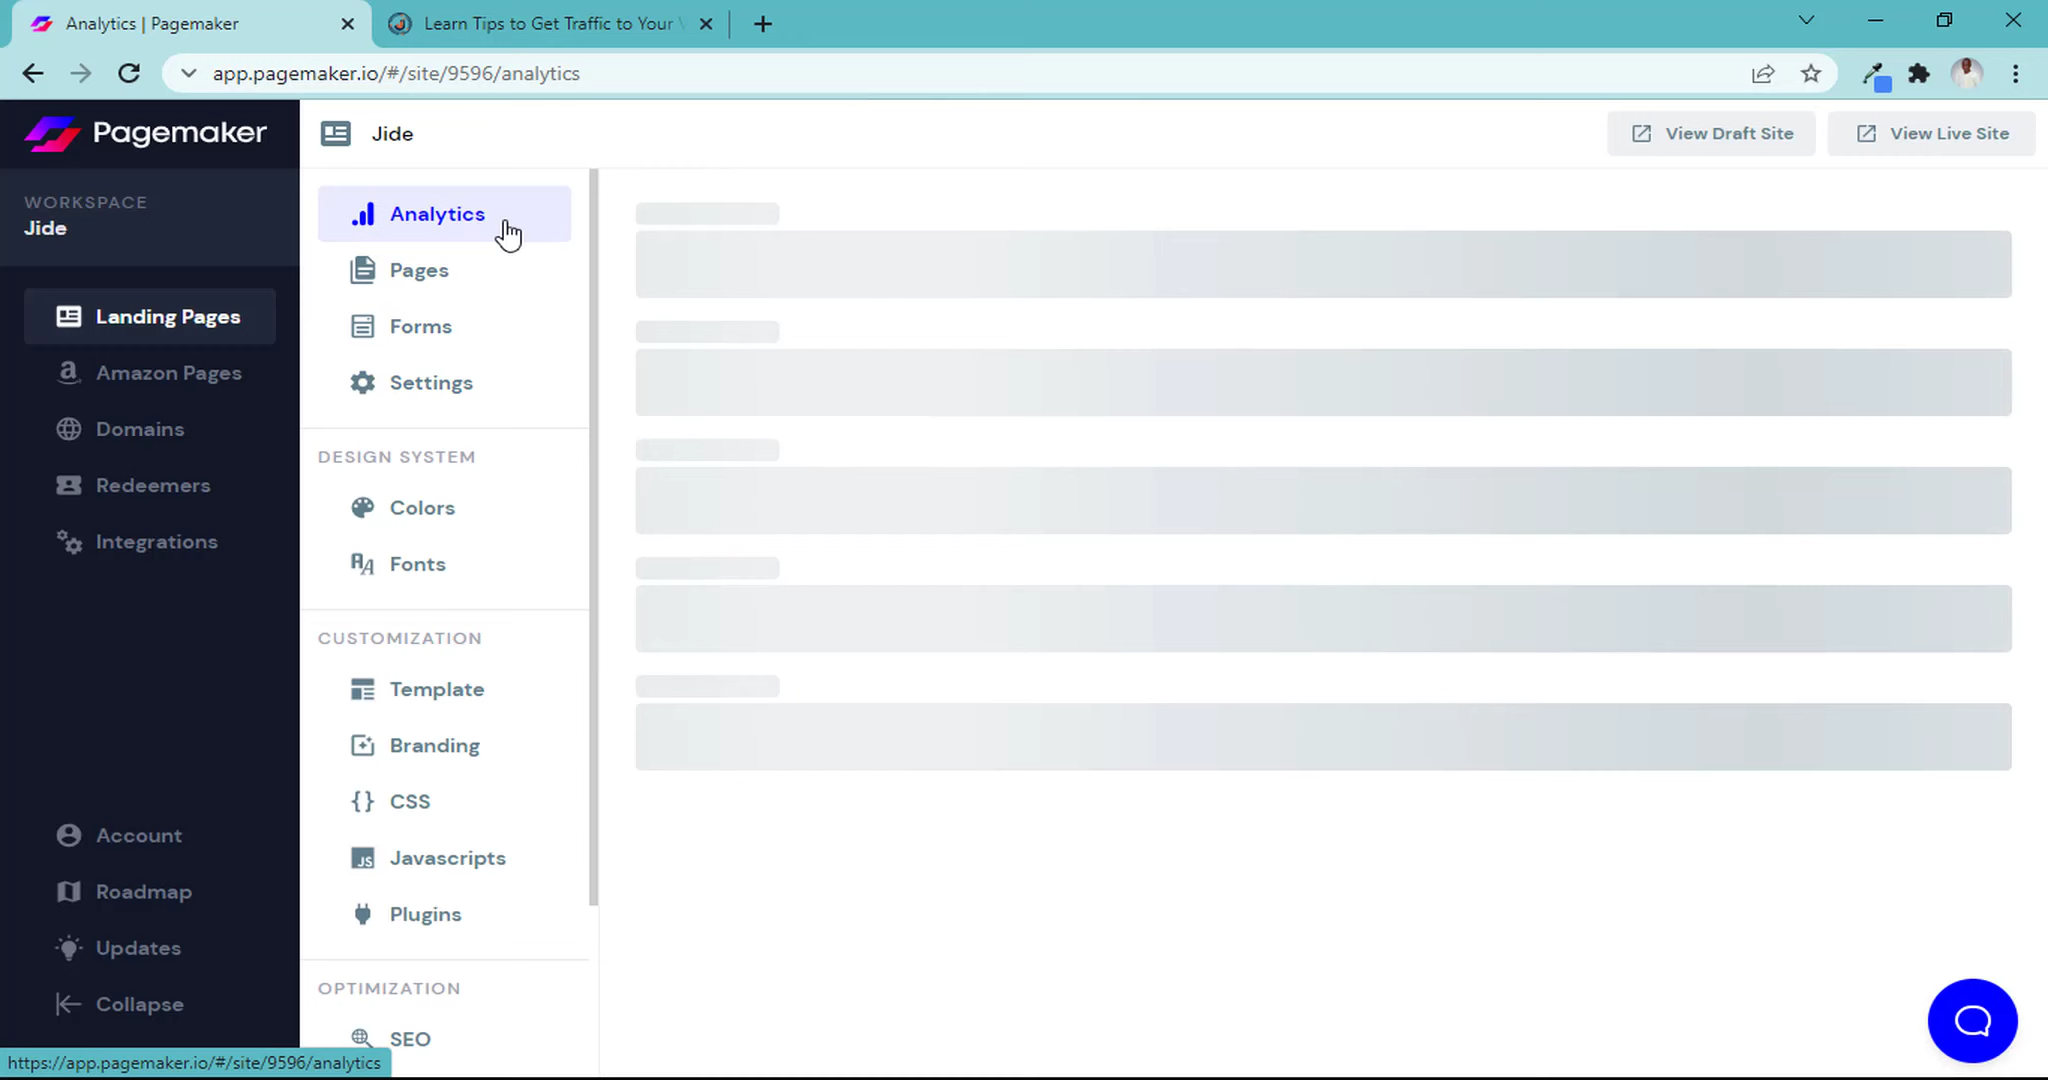 Analytics | Pagemaker
Learn Tips to Get Traffic to Your
app.pagemaker.io/#/site/9596/analytics
Pagemaker
Jide
View Draft Site
View Live Site
WORKSPACE
Jide
Landing Pages
Amazon Pages
Domains
Redeemers
Integrations
Account
Roadmap
Updates
Collapse
Analytics
Pages
Forms
Settings
DESIGN SYSTEM
Colors
Fonts
CUSTOMIZATION
Template
Branding
CSS
Javascripts
Plugins
OPTIMIZATION
SEO
https://app.pagemaker.io/#/site/9596/analytics